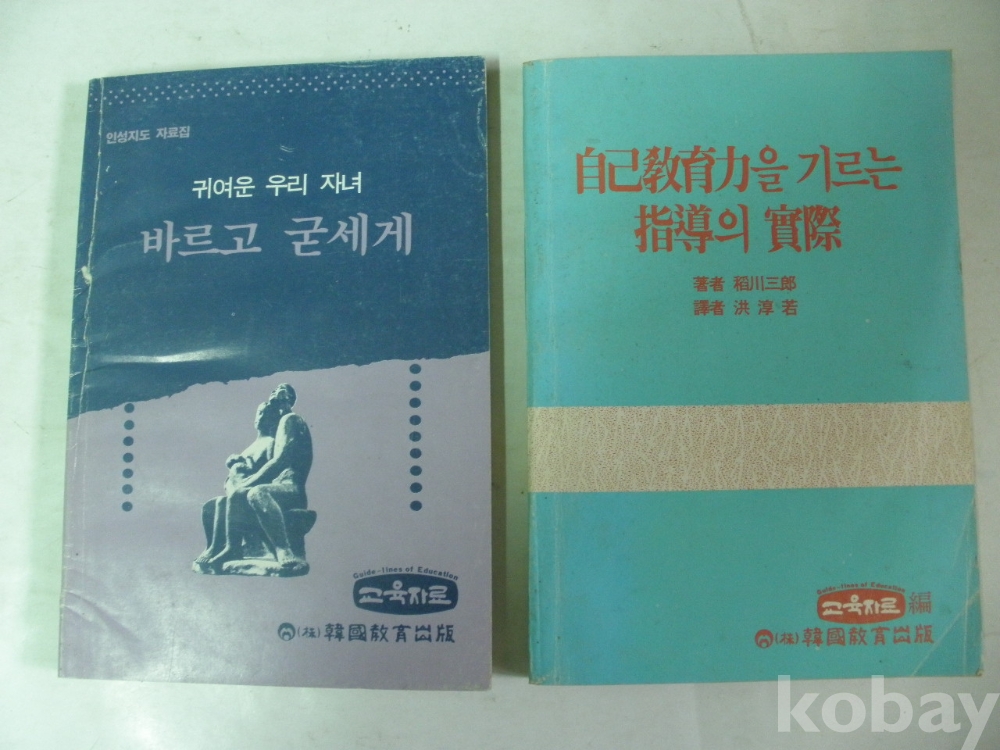 인성지도 자료집
귀여운 우리 자녀
바르고 굳세게
Guide-lines of Education
교육자료
(株) 韓國敎育出版
自己敎育力을 기르는
指導의 實際
著者 稻川三郎
譯者 洪淳若
Guide-lines of Education
교육자료 編
(株) 韓國敎育出版
kobay